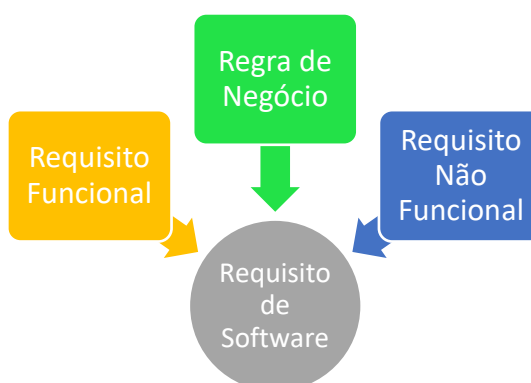 Regra de
Negócio
Requisito
Funcional
Requisito
Não
Funcional
Requisito
de
Software